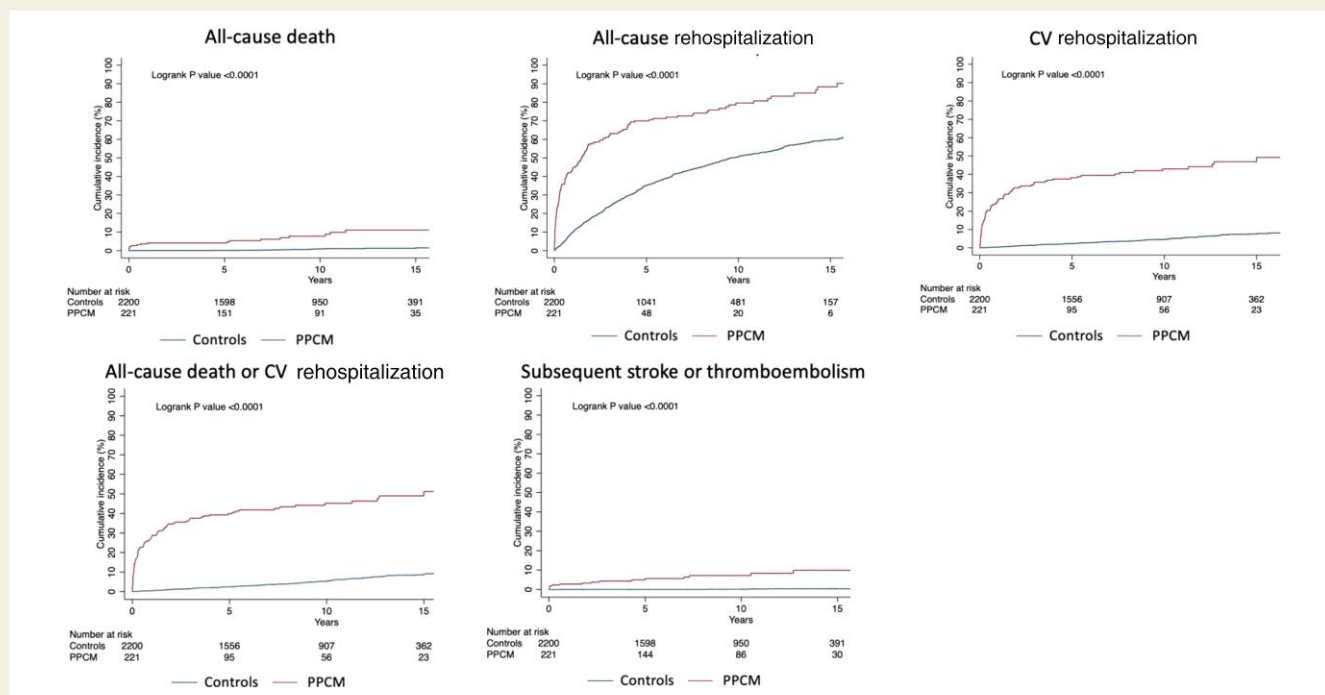 All-cause death
Logrank P value <0.0001
Cumulative incidence (%)
0 10 20 30 40 50 60 70 80 90 100
0 5 10 15
Years
Number at risk
Controls 2200 1598 950 391
PPCM 221 151 91 35
Controls PPCM
All-cause rehospitalization
Logrank P value <0.0001
Cumulative incidence (%)
0 10 20 30 40 50 60 70 80 90 100
0 5 10 15
Years
Number at risk
Controls 2200 1041 481 157
PPCM 221 48 20 6
Controls PPCM
CV rehospitalization
Logrank P value <0.0001
Cumulative incidence (%)
0 10 20 30 40 50 60 70 80 90 100
0 5 10 15
Years
Number at risk
Controls 2200 1556 907 362
PPCM 221 95 56 23
Controls PPCM
All-cause death or CV rehospitalization
Logrank P value <0.0001
Cumulative incidence (%)
0 10 20 30 40 50 60 70 80 90 100
0 5 10 15
Years
Number at risk
Controls 2200 1556 907 362
PPCM 221 95 56 23
Controls PPCM
Subsequent stroke or thromboembolism
Logrank P value <0.0001
Cumulative incidence (%)
0 10 20 30 40 50 60 70 80 90 100
0 5 10 15
Years
Number at risk
Controls 2200 1598 950 391
PPCM 221 144 86 30
Controls PPCM